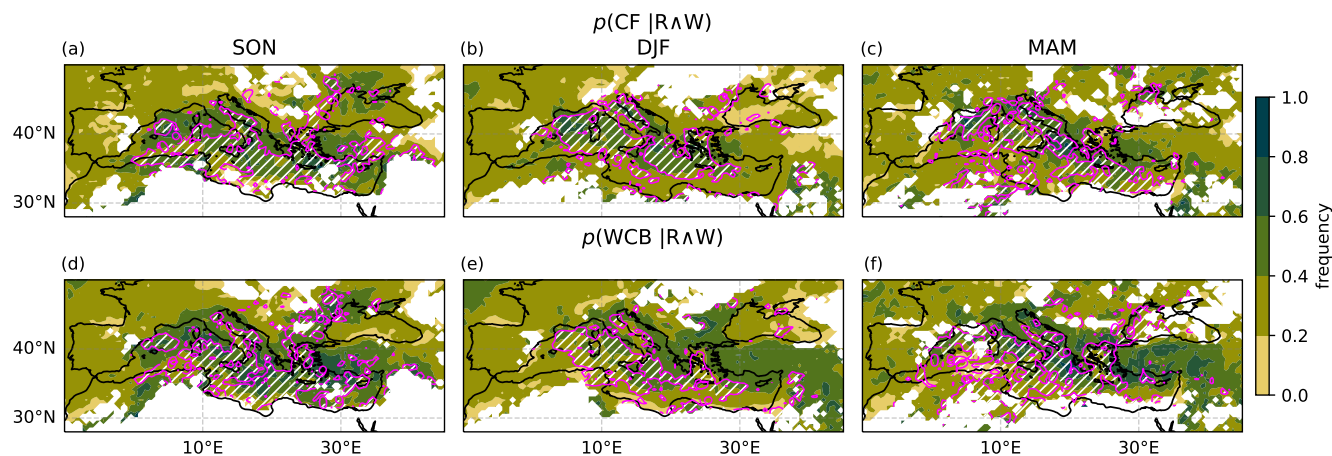 p(CF |R∧W)
(a) SON (b) DJF (c) MAM
40°N
30°N
p(WCB |R∧W)
(d) (e) (f)
40°N
30°N
10°E 30°E 10°E 30°E 10°E 30°E
1.0
0.8
0.6
0.4
0.2
0.0
frequency